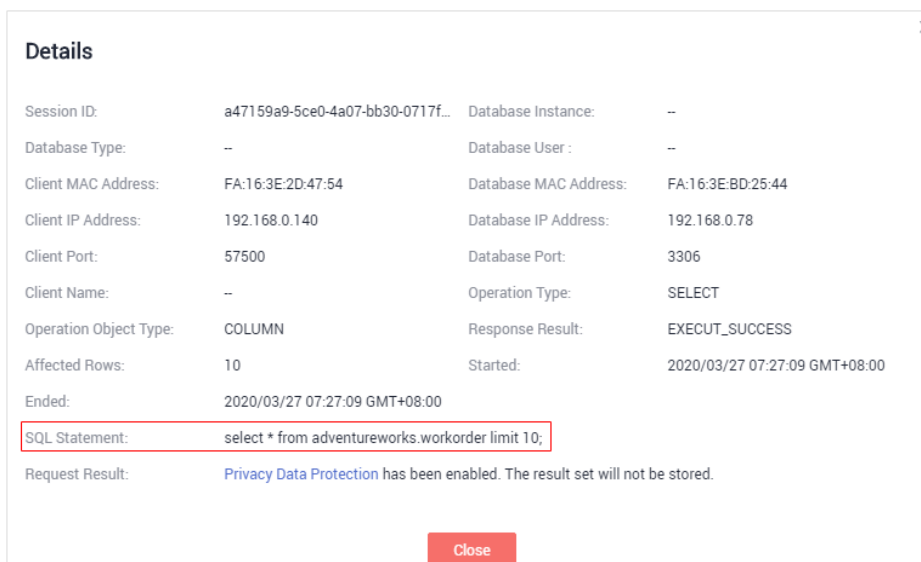 Details
Session ID: a47159a9-5ce0-4a07-bb30-0717f... Database Instance: --
Database Type: -- Database User : --
Client MAC Address: FA:16:3E:2D:47:54 Database MAC Address: FA:16:3E:BD:25:44
Client IP Address: 192.168.0.140 Database IP Address: 192.168.0.78
Client Port: 57500 Database Port: 3306
Client Name: -- Operation Type: SELECT
Operation Object Type: COLUMN Response Result: EXECUT_SUCCESS
Affected Rows: 10 Started: 2020/03/27 07:27:09 GMT+08:00
Ended: 2020/03/27 07:27:09 GMT+08:00
SQL Statement: select * from adventureworks.workorder limit 10;
Request Result: Privacy Data Protection has been enabled. The result set will not be stored.
Close